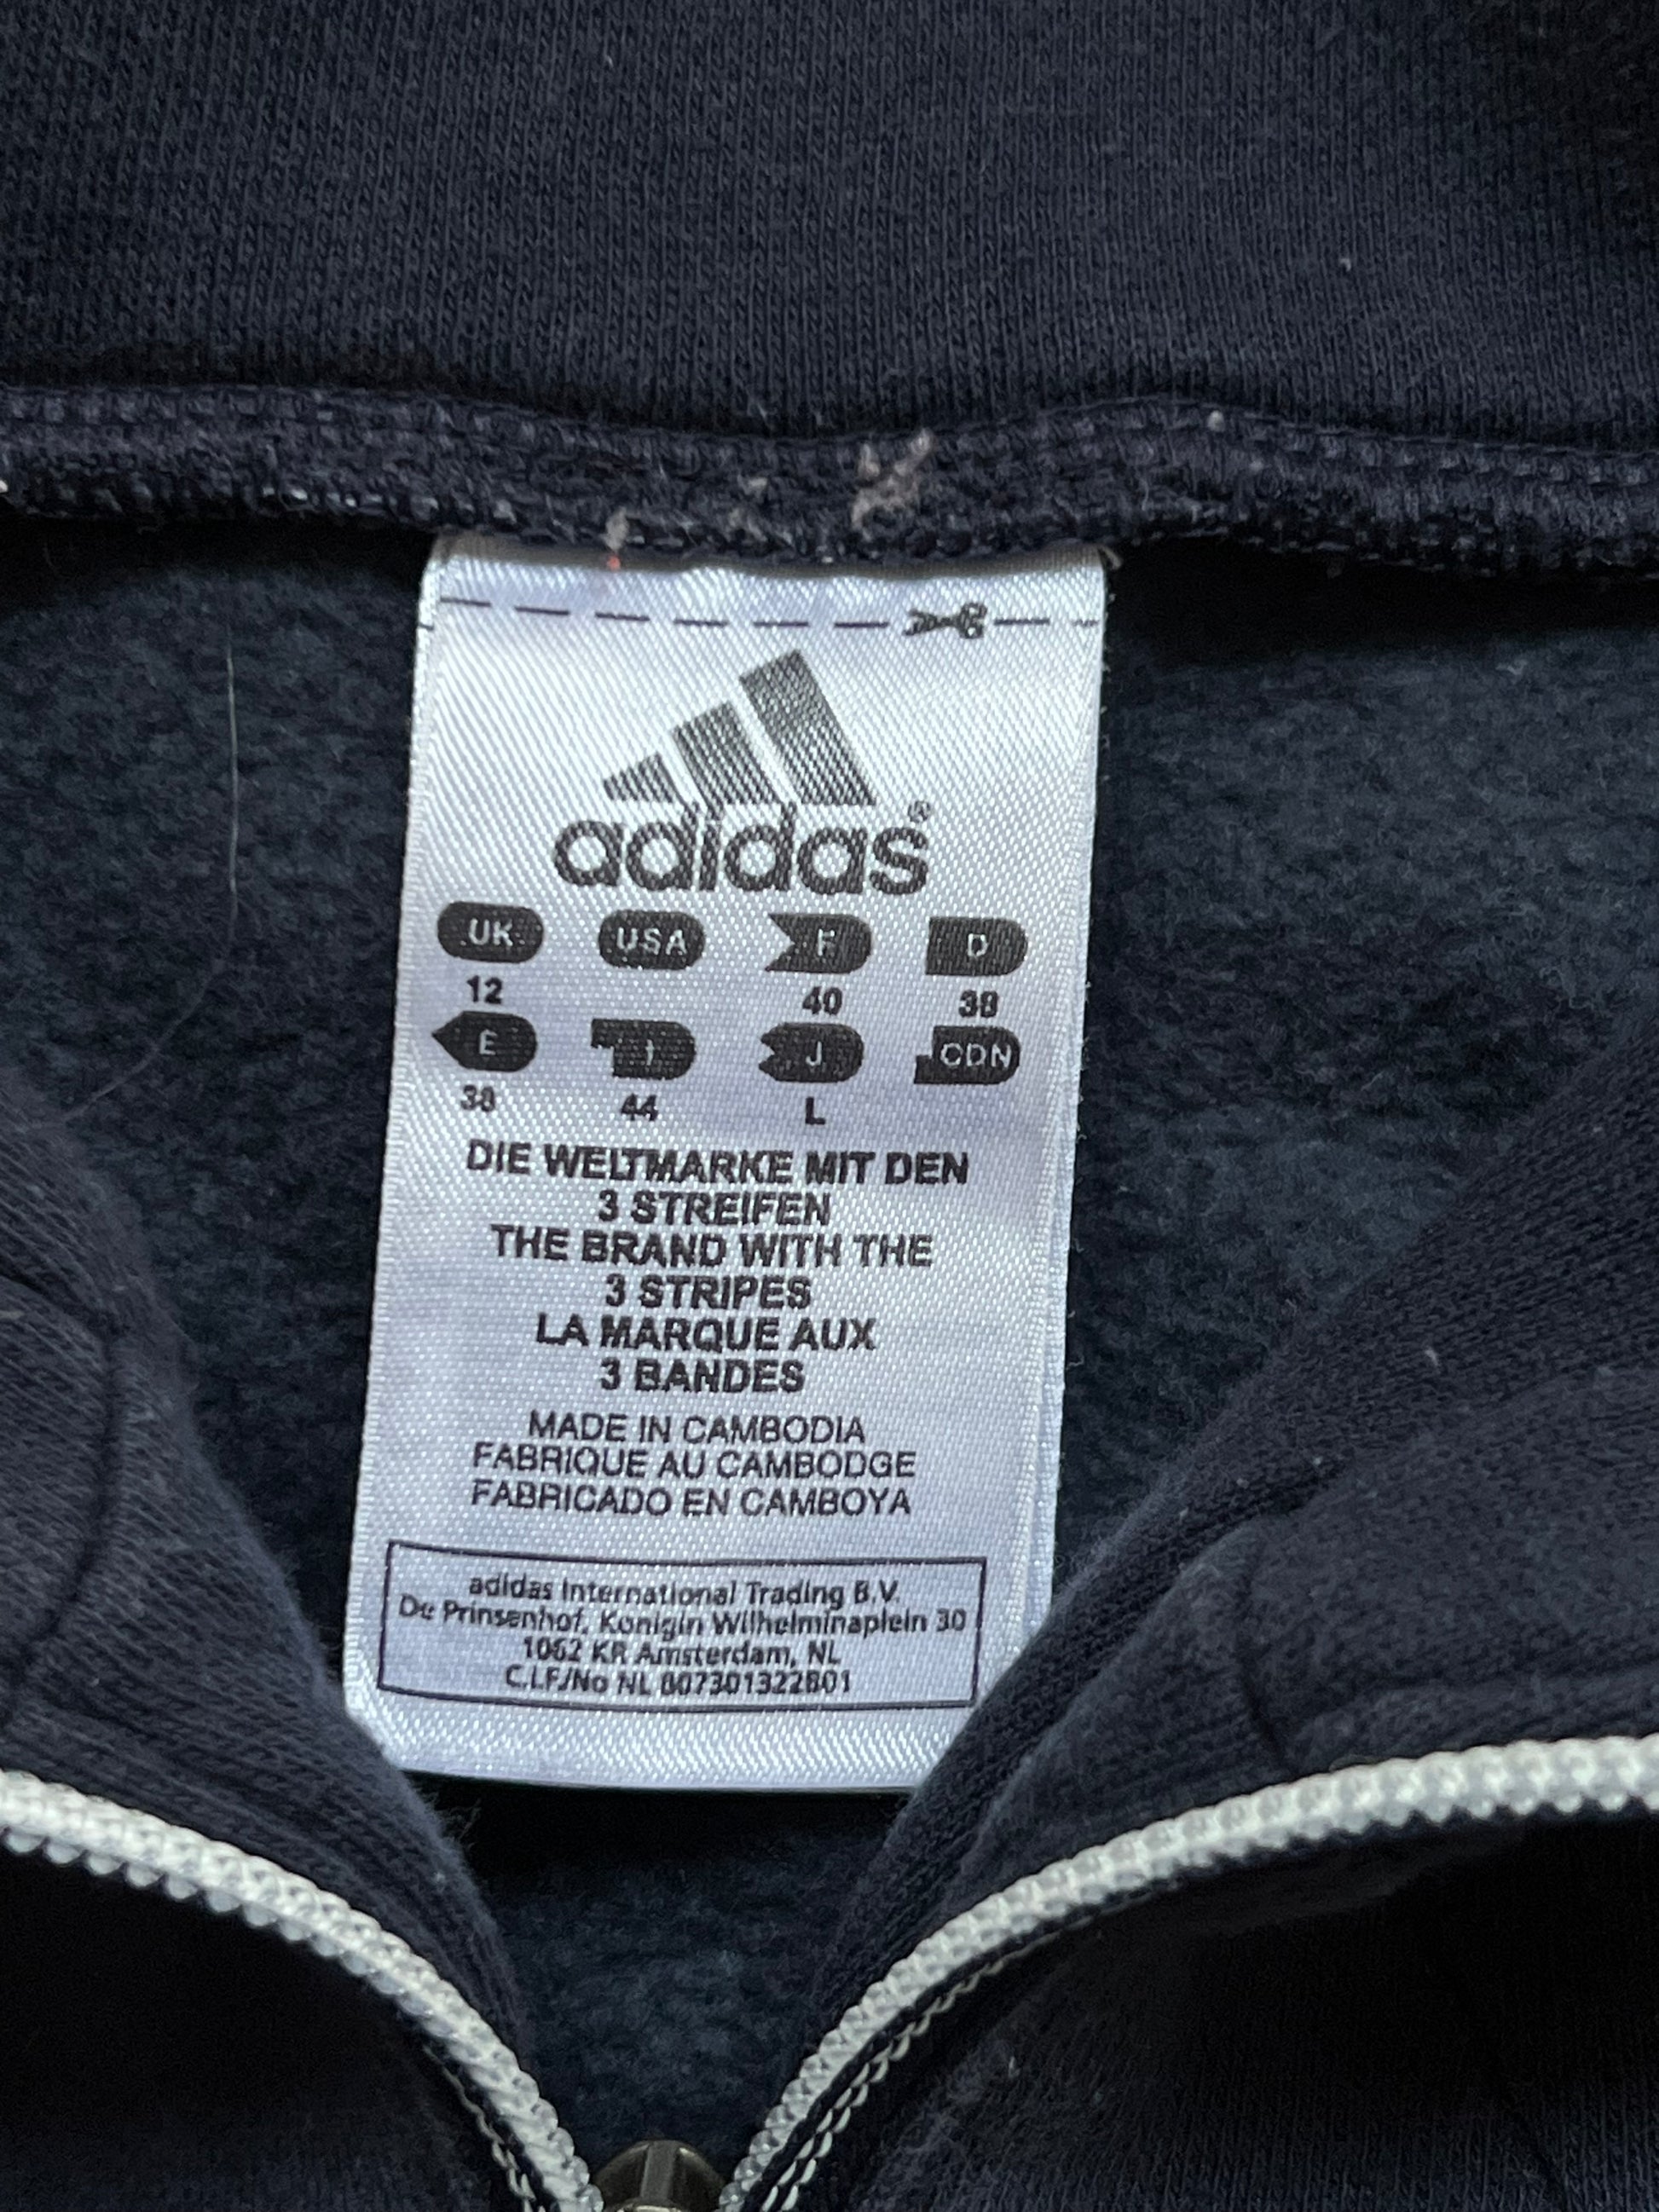 adidas®
UK USA F D
12 40 38
E I J CDN
38 44 L
DIE WELTMARKE MIT DEN
3 STREIFEN
THE BRAND WITH THE
3 STRIPES
LA MARQUE AUX
3 BANDES
MADE IN CAMBODIA
FABRIQUE AU CAMBODGE
FABRICADO EN CAMBOYA
adidas International Trading B.V.
De Prinsenhof, Konigin Wilhelminaplein 30
1062 KR Amsterdam, NL
C.I.F./No NL 807301322B01